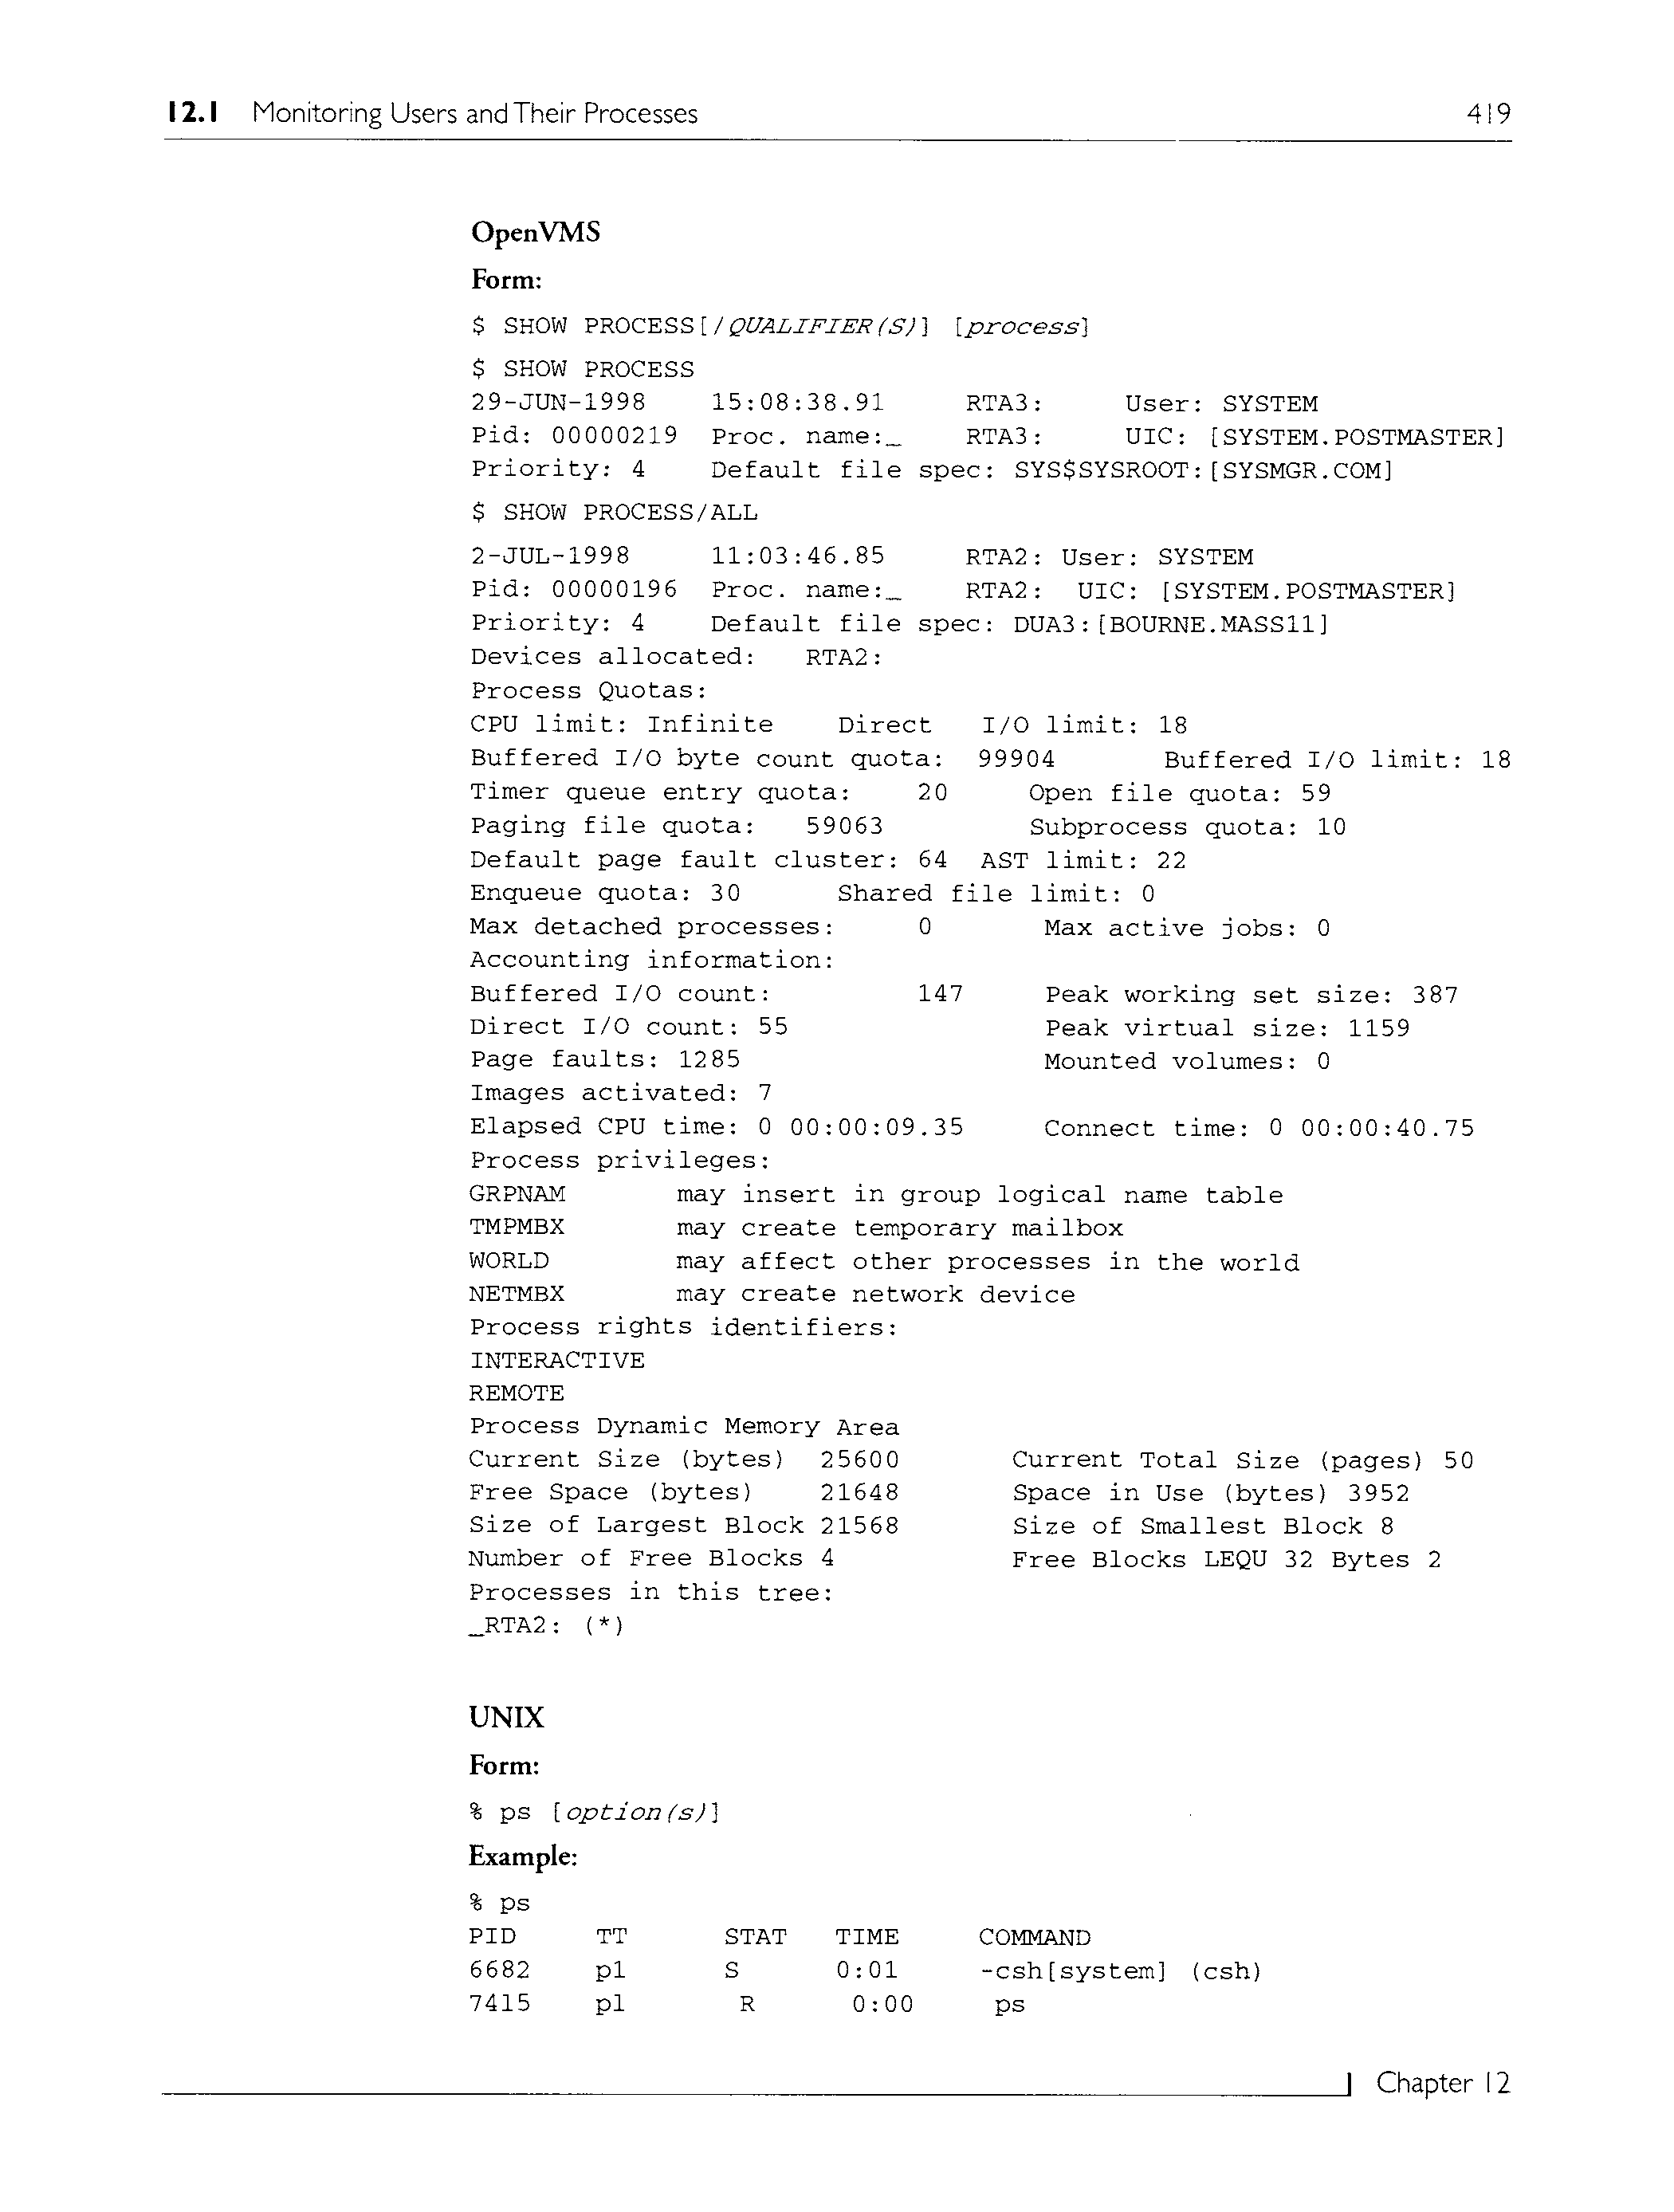 12.1 Monitoring Users and Their Processes 419
OpenVMS
Form:
$ SHOW PROCESS[/QUALIFIER(S)] [process]
$ SHOW PROCESS
29-JUN-1998 15:08:38.91 RTA3: User: SYSTEM
Pid: 00000219 Proc. name:_ RTA3: UIC: [SYSTEM.POSTMASTER]
Priority: 4 Default file spec: SYS$SYSROOT:[SYSMGR.COM]
$ SHOW PROCESS/ALL
2-JUL-1998 11:03:46.85 RTA2: User: SYSTEM
Pid: 00000196 Proc. name:_ RTA2: UIC: [SYSTEM.POSTMASTER]
Priority: 4 Default file spec: DUA3:[BOURNE.MASS11]
Devices allocated: RTA2:
Process Quotas:
CPU limit: Infinite Direct I/O limit: 18
Buffered I/O byte count quota: 99904 Buffered I/O limit: 18
Timer queue entry quota: 20 Open file quota: 59
Paging file quota: 59063 Subprocess quota: 10
Default page fault cluster: 64 AST limit: 22
Enqueue quota: 30 Shared file limit: 0
Max detached processes: 0 Max active jobs: 0
Accounting information:
Buffered I/O count: 147 Peak working set size: 387
Direct I/O count: 55 Peak virtual size: 1159
Page faults: 1285 Mounted volumes: 0
Images activated: 7
Elapsed CPU time: 0 00:00:09.35 Connect time: 0 00:00:40.75
Process privileges:
GRPNAM may insert in group logical name table
TMPMBX may create temporary mailbox
WORLD may affect other processes in the world
NETMBX may create network device
Process rights identifiers:
INTERACTIVE
REMOTE
Process Dynamic Memory Area
Current Size (bytes) 25600 Current Total Size (pages) 50
Free Space (bytes) 21648 Space in Use (bytes) 3952
Size of Largest Block 21568 Size of Smallest Block 8
Number of Free Blocks 4 Free Blocks LEQU 32 Bytes 2
Processes in this tree:
_RTA2: (*)
UNIX
Form:
% ps [option(s)]
Example:
% ps
PID TT STAT TIME COMMAND
6682 p1 S 0:01 -csh[system] (csh)
7415 p1 R 0:00 ps
Chapter 12